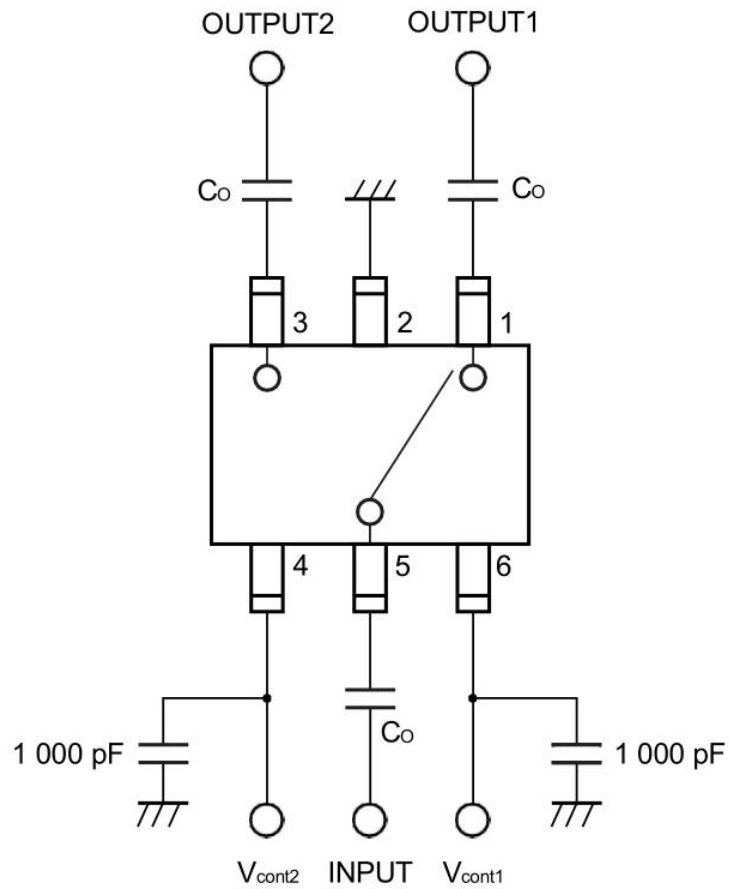 OUTPUT2 OUTPUT1
Co Co
3 2 1
4 5 6
Co
1 000 pF 1 000 pF
Vcont2 INPUT Vcont1